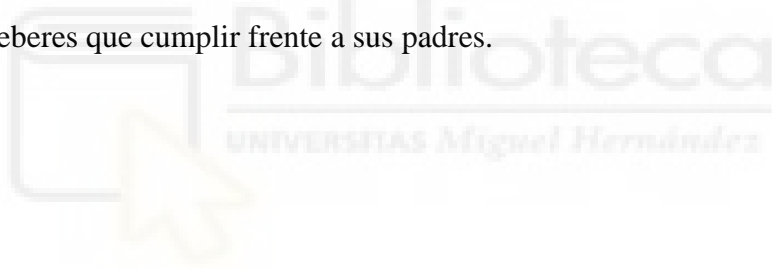 eberes que cumplir frente a sus padres.
Biblioteca
UNIVERSITAS Miguel Hernández